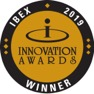 IBEX 2019
INNOVATION
AWARDS
WINNER